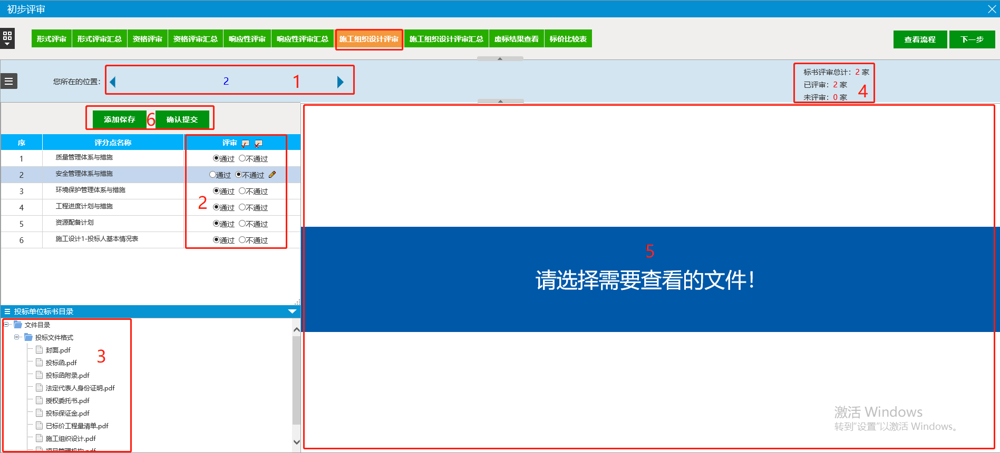 初步评审
形式评审 形式评审汇总 资格评审 资格评审汇总 响应性评审 响应性评审汇总 施工组织设计评审 施工组织设计评审汇总 废标结果查看 标价比较表 查看流程 下一步
您所在的位置： 2 1
标书评审总计：2 家
已评审：2 家
未评审：0 家
4
添加保存 6 确认提交
序 评分点名称 评审
1 质量管理体系与措施 通过 不通过
2 安全管理体系与措施 通过 不通过
3 环境保护管理体系与措施 通过 不通过
2
4 工程进度计划与措施 通过 不通过
5 资源配备计划 通过 不通过
6 施工设计1-投标人基本情况表 通过 不通过
5
请选择需要查看的文件！
投标单位标书目录
文件目录
投标文件格式
封面.pdf
3
投标函.pdf
投标函附录.pdf
法定代表人身份证明.pdf
授权委托书.pdf
投标保证金.pdf
已标价工程量清单.pdf
施工组织设计.pdf
项目管理机构.pdf
激活 Windows
转到“设置”以激活 Windows。